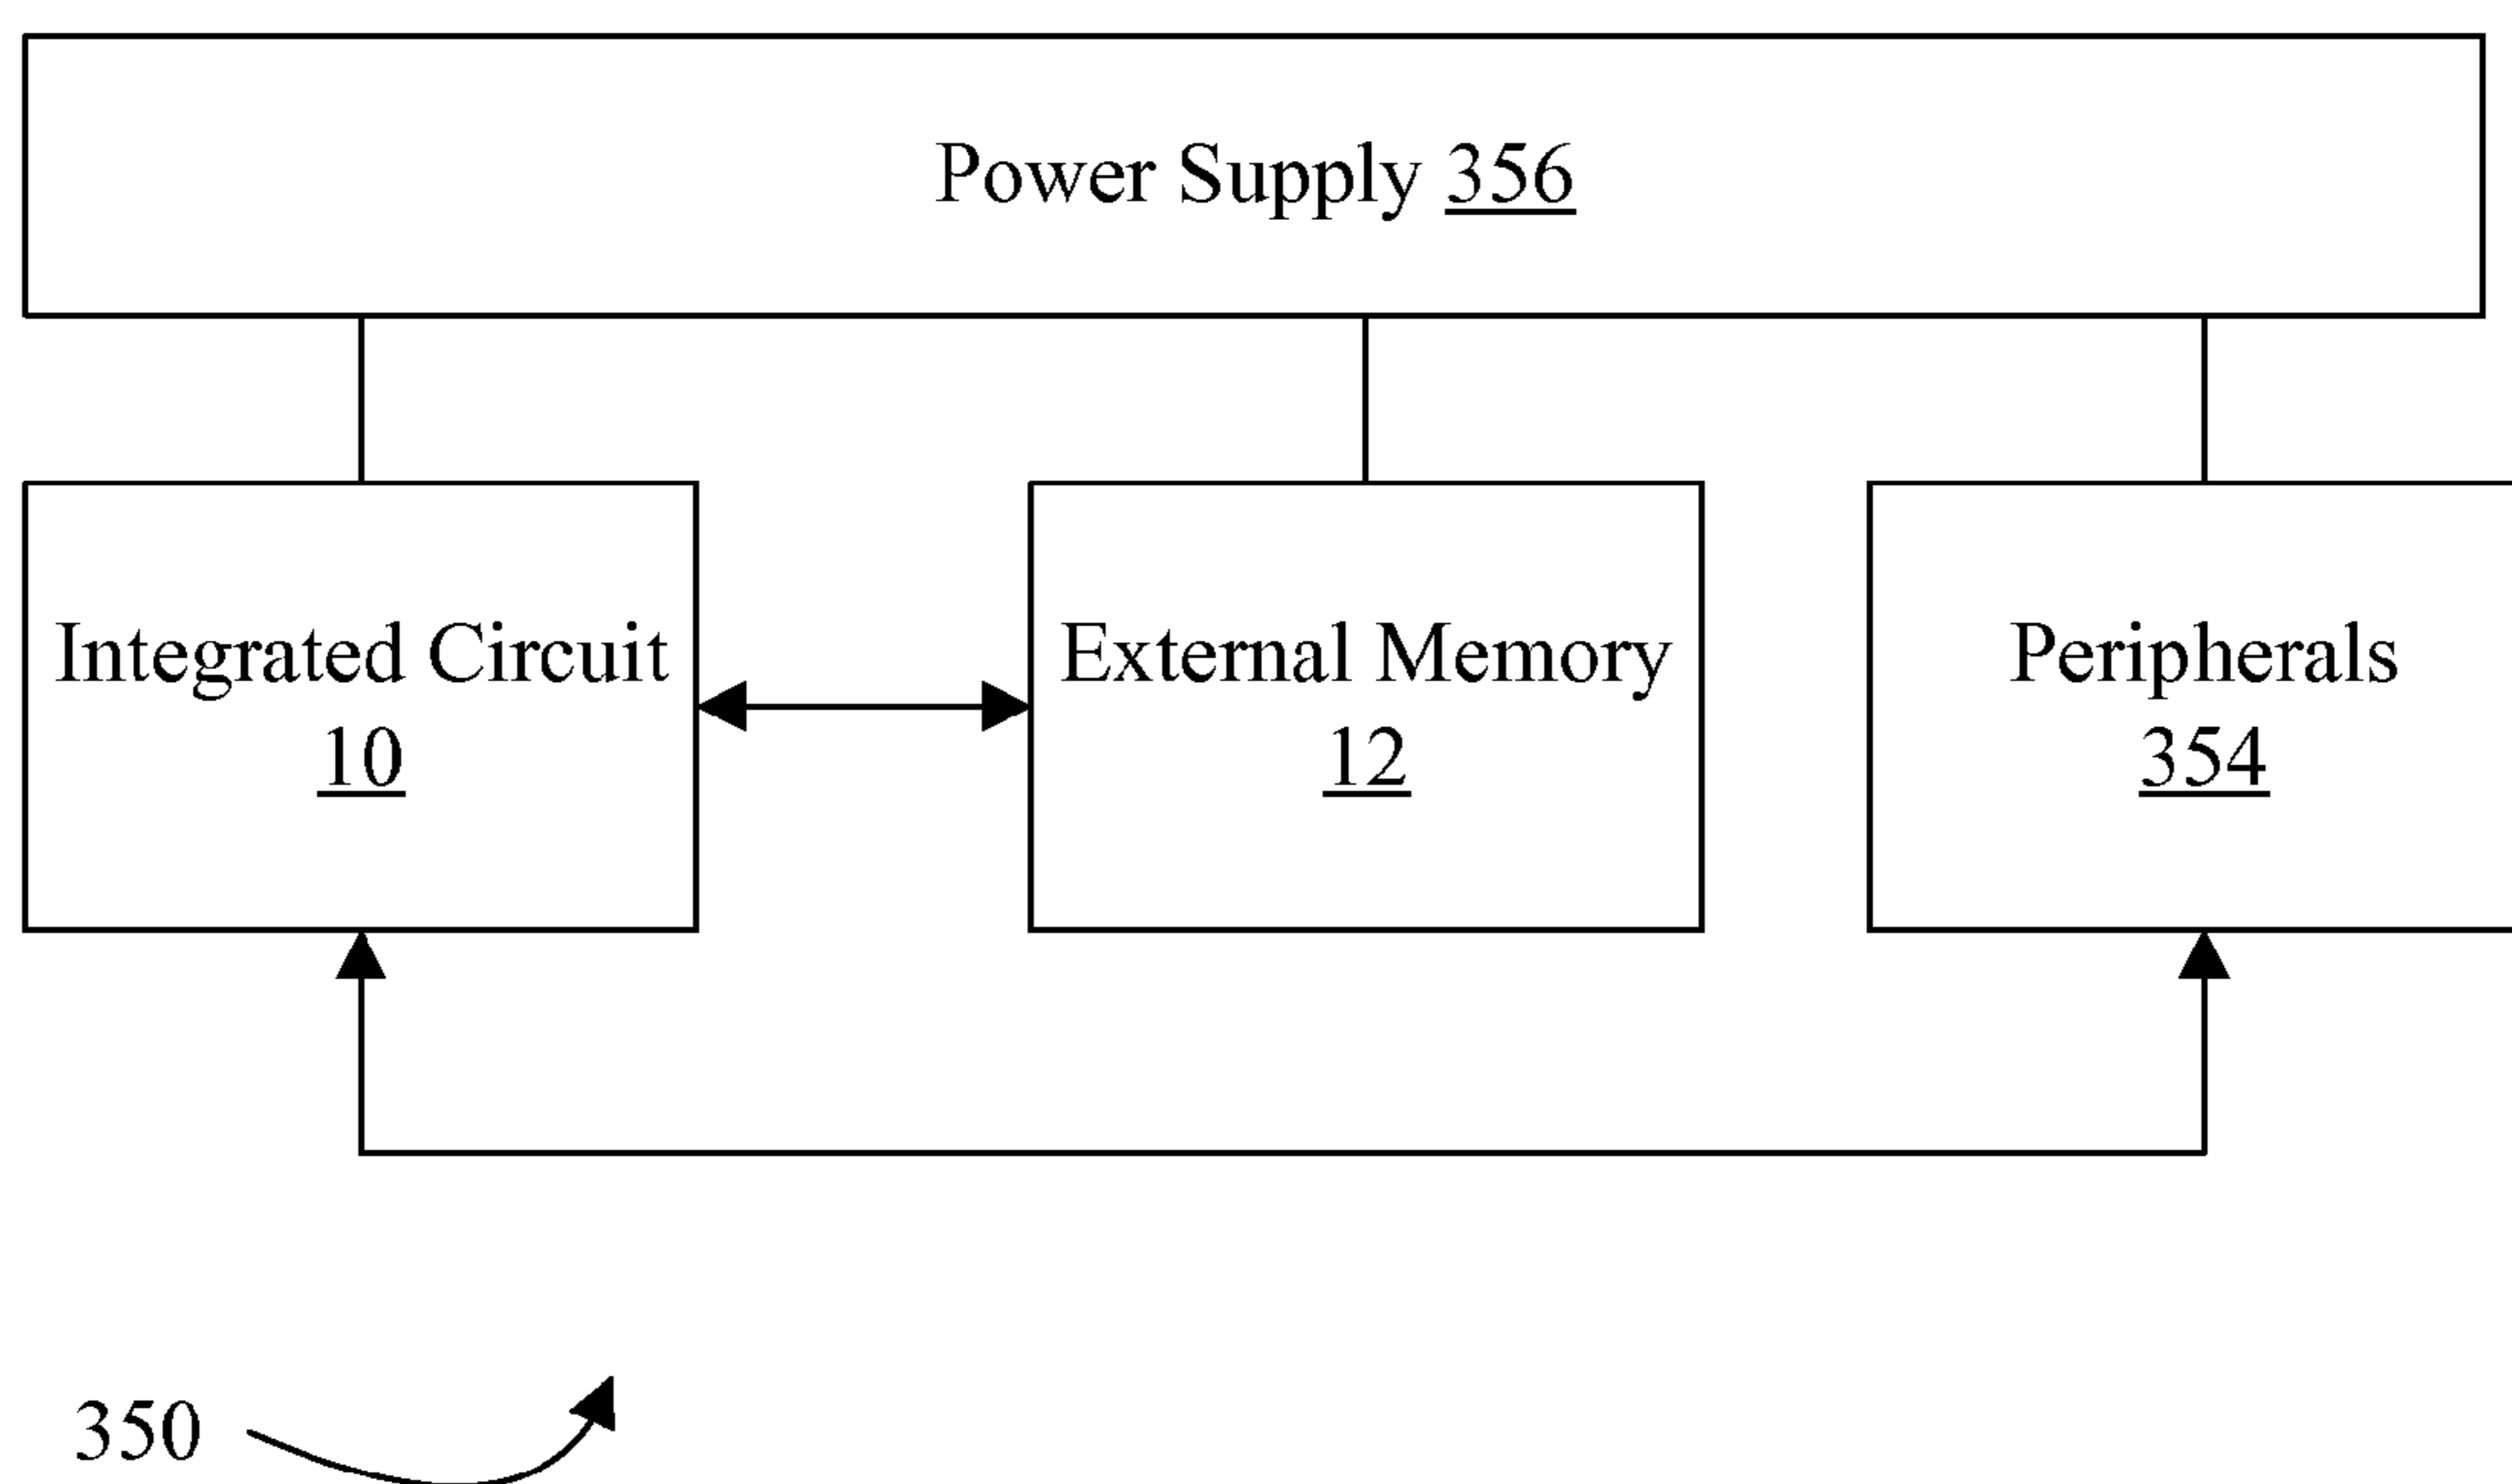 Power Supply 356
Integrated Circuit
10
External Memory
12
Peripherals
354
350